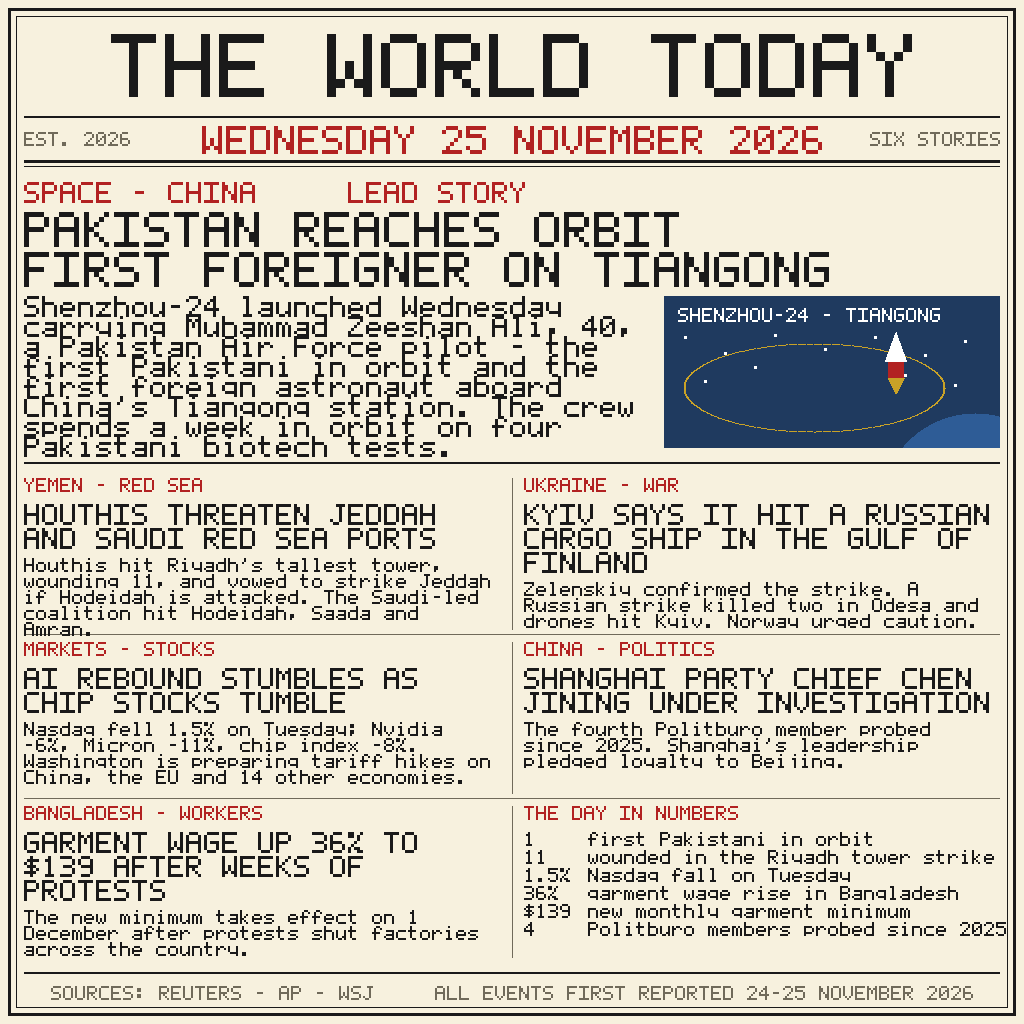 THE WORLD TODAY
EST. 2026
WEDNESDAY 25 NOVEMBER 2026
SIX STORIES
SPACE - CHINA LEAD STORY
PAKISTAN REACHES ORBIT
FIRST FOREIGNER ON TIANGONG
Shenzhou-24 launched Wednesday
carrying Muhammad Zeeshan Ali, 40,
a Pakistan Air Force pilot - the
first Pakistani in orbit and the
first foreign astronaut aboard
China's Tiangong station. The crew
spends a week in orbit on four
Pakistani biotech tests.
SHENZHOU-24 - TIANGONG
YEMEN - RED SEA
HOUTHIS THREATEN JEDDAH
AND SAUDI RED SEA PORTS
Houthis hit Riyadh's tallest tower,
wounding 11, and vowed to strike Jeddah
if Hodeidah is attacked. The Saudi-led
coalition hit Hodeidah, Saada and
Amran.
UKRAINE - WAR
KYIV SAYS IT HIT A RUSSIAN
CARGO SHIP IN THE GULF OF
FINLAND
Zelenskiy confirmed the strike. A
Russian strike killed two in Odesa and
drones hit Kyiv. Norway urged caution.
MARKETS - STOCKS
AI REBOUND STUMBLES AS
CHIP STOCKS TUMBLE
Nasdaq fell 1.5% on Tuesday; Nvidia
-6%, Micron -11%, chip index -8%.
Washington is preparing tariff hikes on
China, the EU and 14 other economies.
CHINA - POLITICS
SHANGHAI PARTY CHIEF CHEN
JINING UNDER INVESTIGATION
The fourth Politburo member probed
since 2025. Shanghai's leadership
pledged loyalty to Beijing.
BANGLADESH - WORKERS
GARMENT WAGE UP 36% TO
$139 AFTER WEEKS OF
PROTESTS
The new minimum takes effect on 1
December after protests shut factories
across the country.
THE DAY IN NUMBERS
1 first Pakistani in orbit
11 wounded in the Riyadh tower strike
1.5% Nasdaq fall on Tuesday
36% garment wage rise in Bangladesh
$139 new monthly garment minimum
4 Politburo members probed since 2025
SOURCES: REUTERS - AP - WSJ
ALL EVENTS FIRST REPORTED 24-25 NOVEMBER 2026